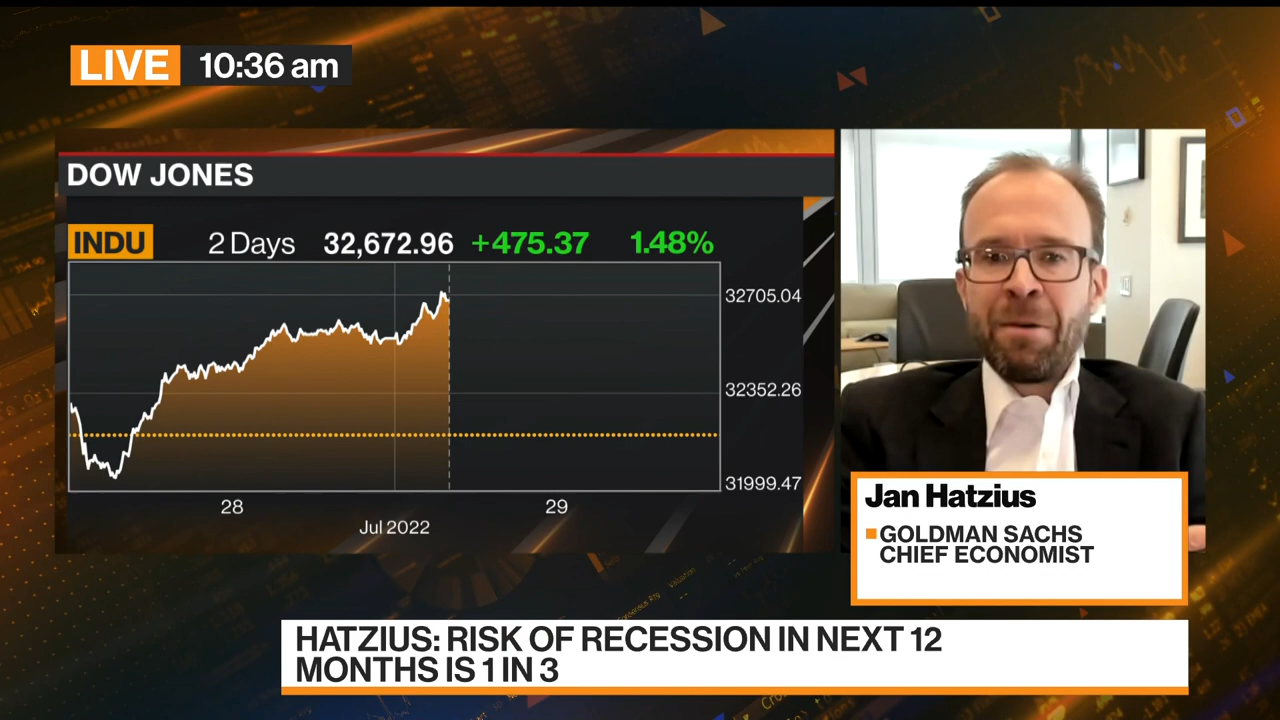 LIVE 10:36 am
DOW JONES
INDU 2 Days 32,672.96 +475.37 1.48%
32705.04
32352.26
31999.47
28 29
Jul 2022
Jan Hatzius
GOLDMAN SACHS
CHIEF ECONOMIST
HATZIUS: RISK OF RECESSION IN NEXT 12
MONTHS IS 1 IN 3